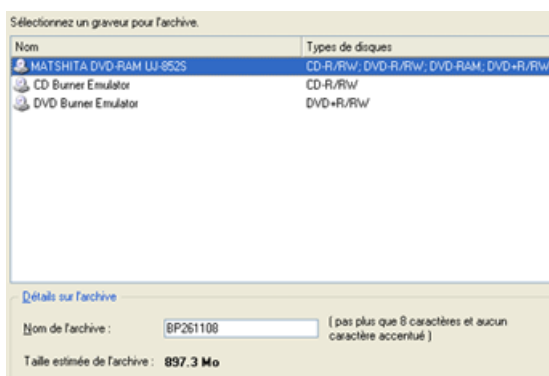 Sélectionnez un graveur pour l'archive.
Nom Types de disques
MATSHITA DVD-RAM UJ-852S CD-R/RW; DVD-R/RW; DVD-RAM; DVD+R/RW
CD Burner Emulator CD-R/RW
DVD Burner Emulator DVD+R/RW
Détails sur l'archive
Nom de l'archive : BP261108 ( pas plus que 8 caractères et aucun
caractère accentué )
Taille estimée de l'archive : 897.3 Mo